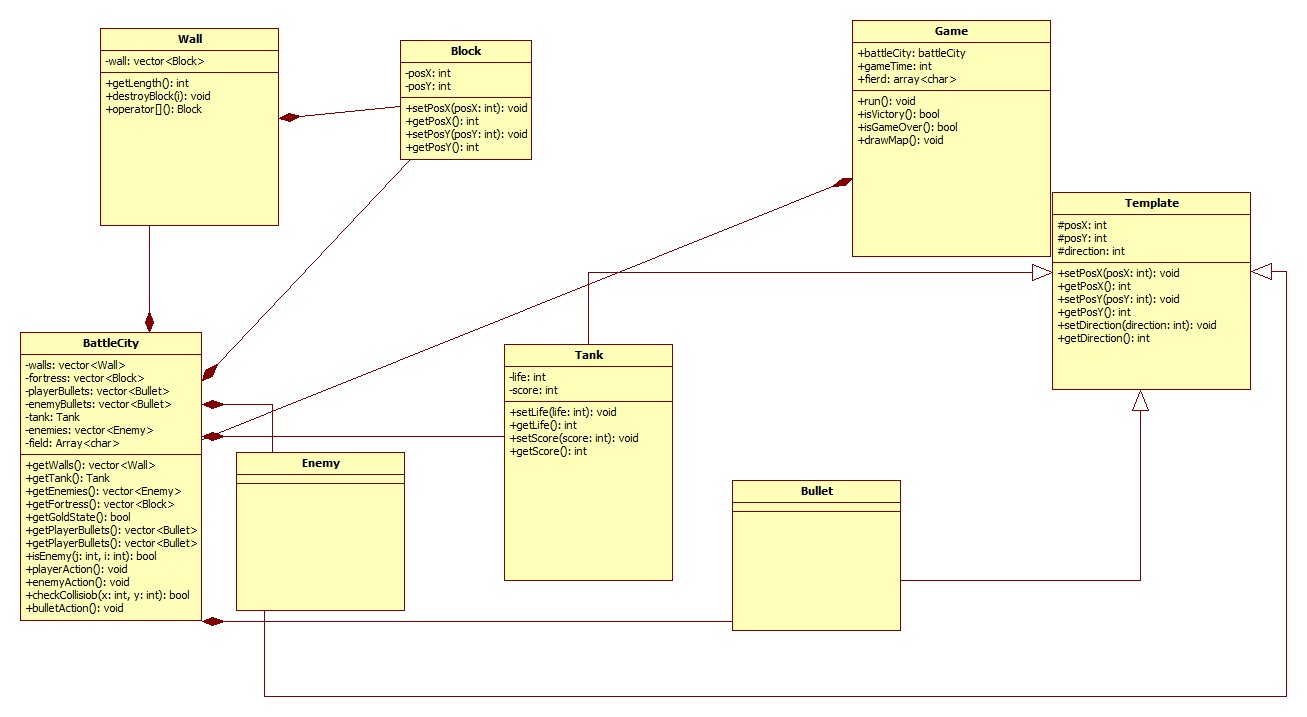 Wall
-wall: vector<Block>
+getLength(): int
+destroyBlock(i): void
+operator[](): Block
Block
-posX: int
-posY: int
+setPosX(posX: int): void
+getPosX(): int
+setPosY(posY: int): void
+getPosY(): int
Game
+battleCity: battleCity
+gameTime: int
+fierd: array<char>
+run(): void
+isVictory(): bool
+isGameOver(): bool
+drawMap(): void
Template
#posX: int
#posY: int
#direction: int
+setPosX(posX: int): void
+getPosX(): int
+setPosY(posY: int): void
+getPosY(): int
+setDirection(direction: int): void
+getDirection(): int
BattleCity
-walls: vector<Wall>
-fortress: vector<Block>
-playerBullets: vector<Bullet>
-enemyBullets: vector<Bullet>
-tank: Tank
-enemies: vector<Enemy>
-field: Array<char>
+getWalls(): vector<Wall>
+getTank(): Tank
+getEnemies(): vector<Enemy>
+getFortress(): vector<Block>
+getGoldState(): bool
+getPlayerBullets(): vector<Bullet>
+getPlayerBullets(): vector<Bullet>
+isEnemy(j: int, i: int): bool
+playerAction(): void
+enemyAction(): void
+checkCollisiob(x: int, y: int): bool
+bulletAction(): void
Tank
-life: int
-score: int
+setLife(life: int): void
+getLife(): int
+setScore(score: int): void
+getScore(): int
Enemy
Bullet